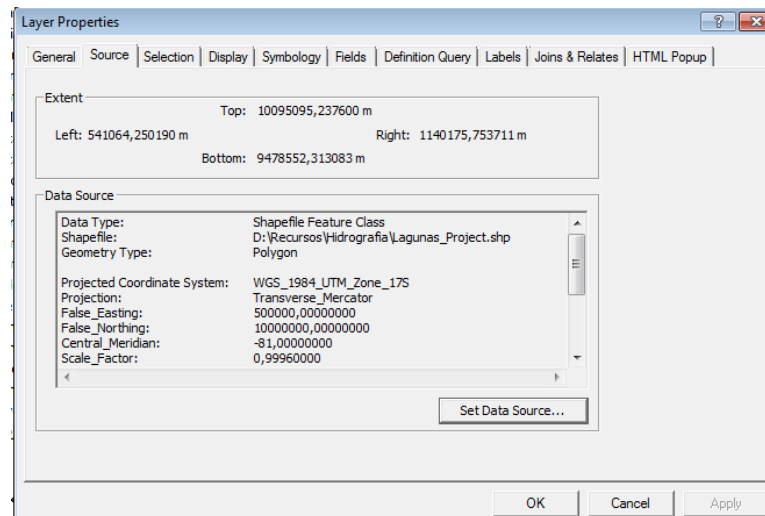 Layer Properties
General Source Selection Display Symbology Fields Definition Query Labels Joins & Relates HTML Popup
Extent
Top: 10095095,237600 m
Left: 541064,250190 m Right: 1140175,753711 m
Bottom: 9478552,313083 m
Data Source
Data Type: Shapefile Feature Class
Shapefile: D:\Recursos\Hidrografia\Lagunas_Project.shp
Geometry Type: Polygon
Projected Coordinate System: WGS_1984_UTM_Zone_17S
Projection: Transverse_Mercator
False_Easting: 500000,00000000
False_Northing: 10000000,00000000
Central_Meridian: -81,00000000
Scale_Factor: 0,99960000
Set Data Source...
OK Cancel Apply